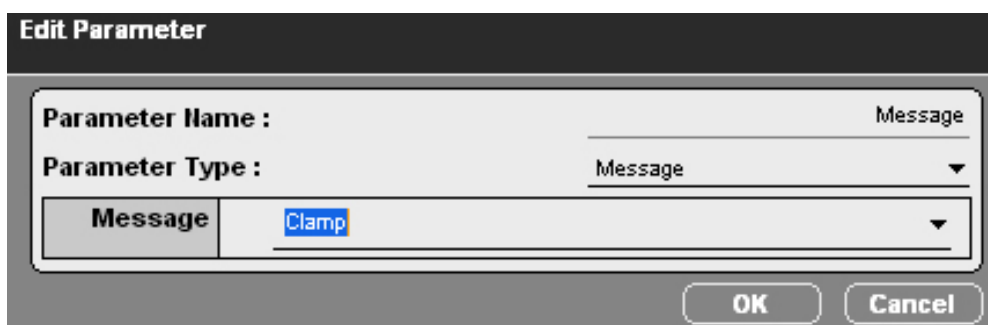 Edit Parameter
Parameter Name : Message
Parameter Type : Message
Message Clamp
OK Cancel